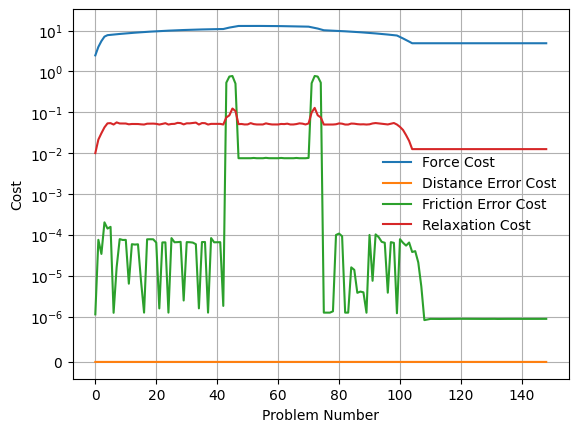 10¹
10⁰
10⁻¹
10⁻²
10⁻³
10⁻⁴
10⁻⁵
10⁻⁶
0
Cost
Force Cost
Distance Error Cost
Friction Error Cost
Relaxation Cost
0 20 40 60 80 100 120 140
Problem Number